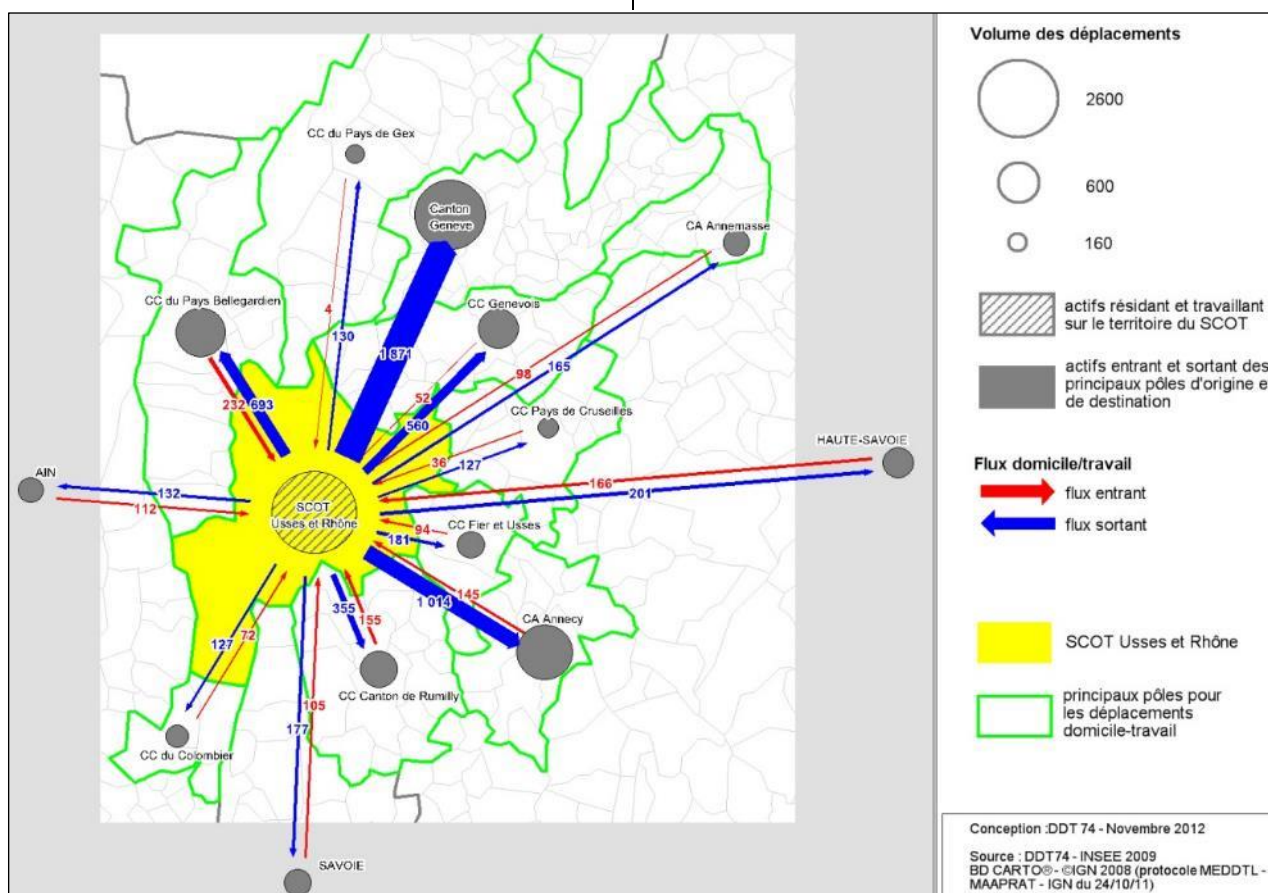 CC du Pays de Gex
Canton
Geneve
CA Annemasse
CC du Pays Bellegardien
CC Genevois
4
130
1 871
98
165
232
693
52
560
CC Pays de Cruseilles
36
127
HAUTE-SAVOIE
166
201
AIN
132
112
SCOT
Usses et Rhône
94
181
CC Fier et Usses
145
1 014
CA Annecy
355
155
127
72
CC Canton de Rumilly
105
177
CC du Colombier
SAVOIE
Volume des déplacements
2600
600
160
actifs résidant et travaillant
sur le territoire du SCOT
actifs entrant et sortant des
principaux pôles d'origine e
de destination
Flux domicile/travail
flux entrant
flux sortant
SCOT Usses et Rhône
principaux pôles pour
les déplacements
domicile-travail
Conception :DDT 74 - Novembre 2012
Source : DDT74 - INSEE 2009
BD CARTO® - ©IGN 2008 (protocole MEDDTL -
MAAPRAT - IGN du 24/10/11)